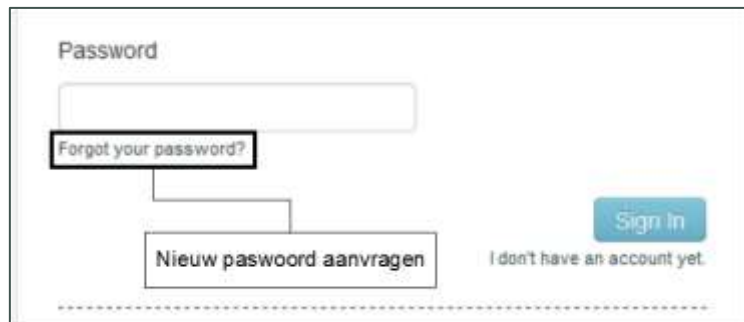 Password
Forgot your password?
Sign In
Nieuw paswoord aanvragen
I don't have an account yet.